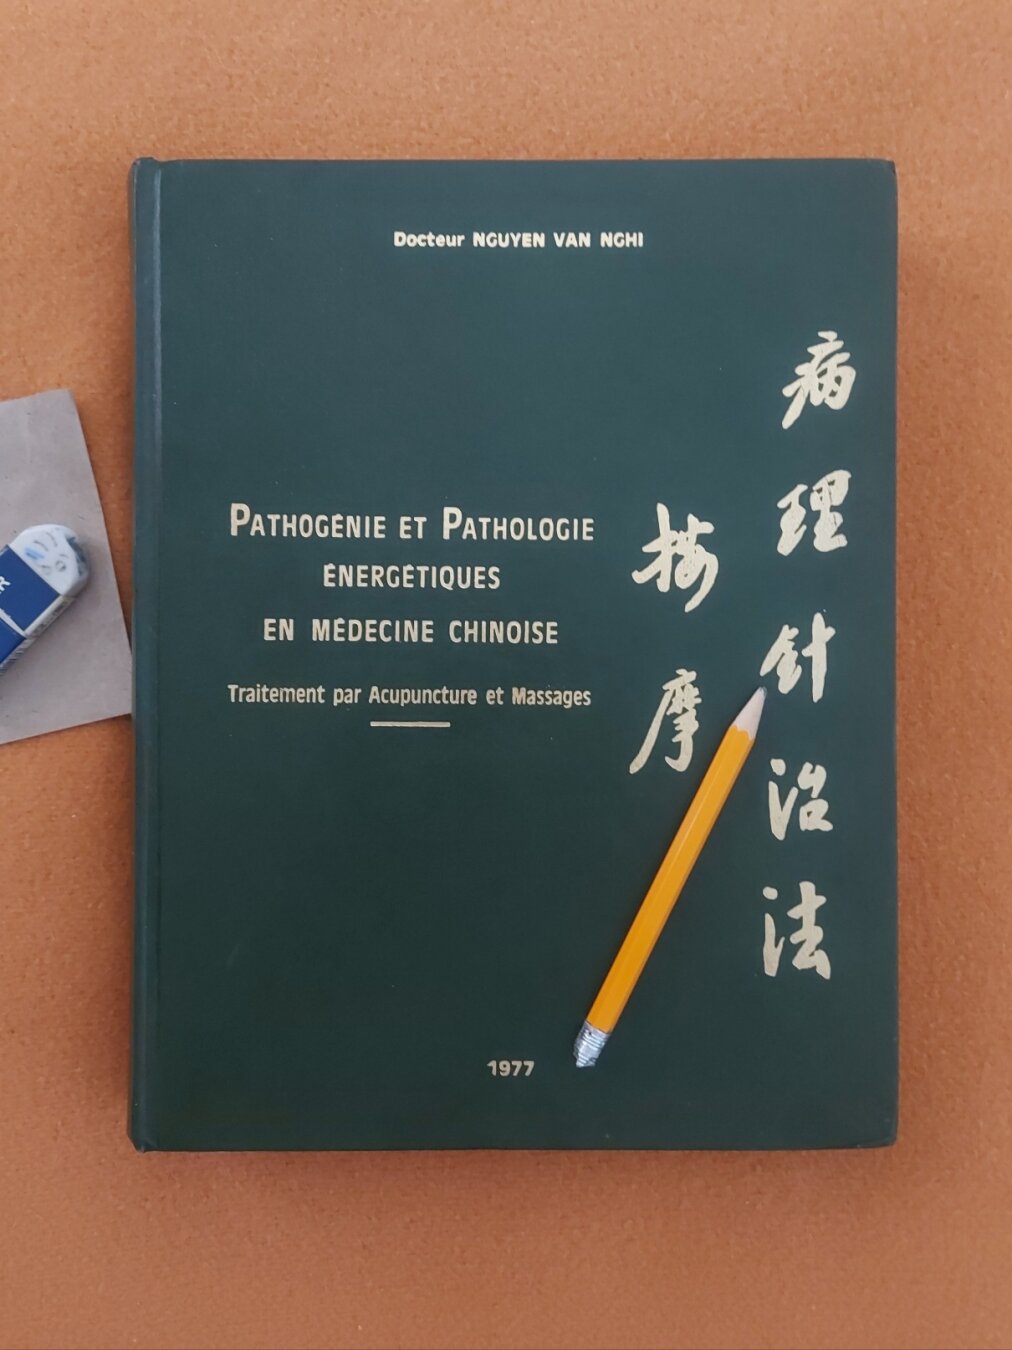 Docteur NGUYEN VAN NGHI
PATHOGÉNIE ET PATHOLOGIE
ÉNERGÉTIQUES
EN MÉDECINE CHINOISE
Traitement par Acupuncture et Massages
病理針治法
按摩
1977
R